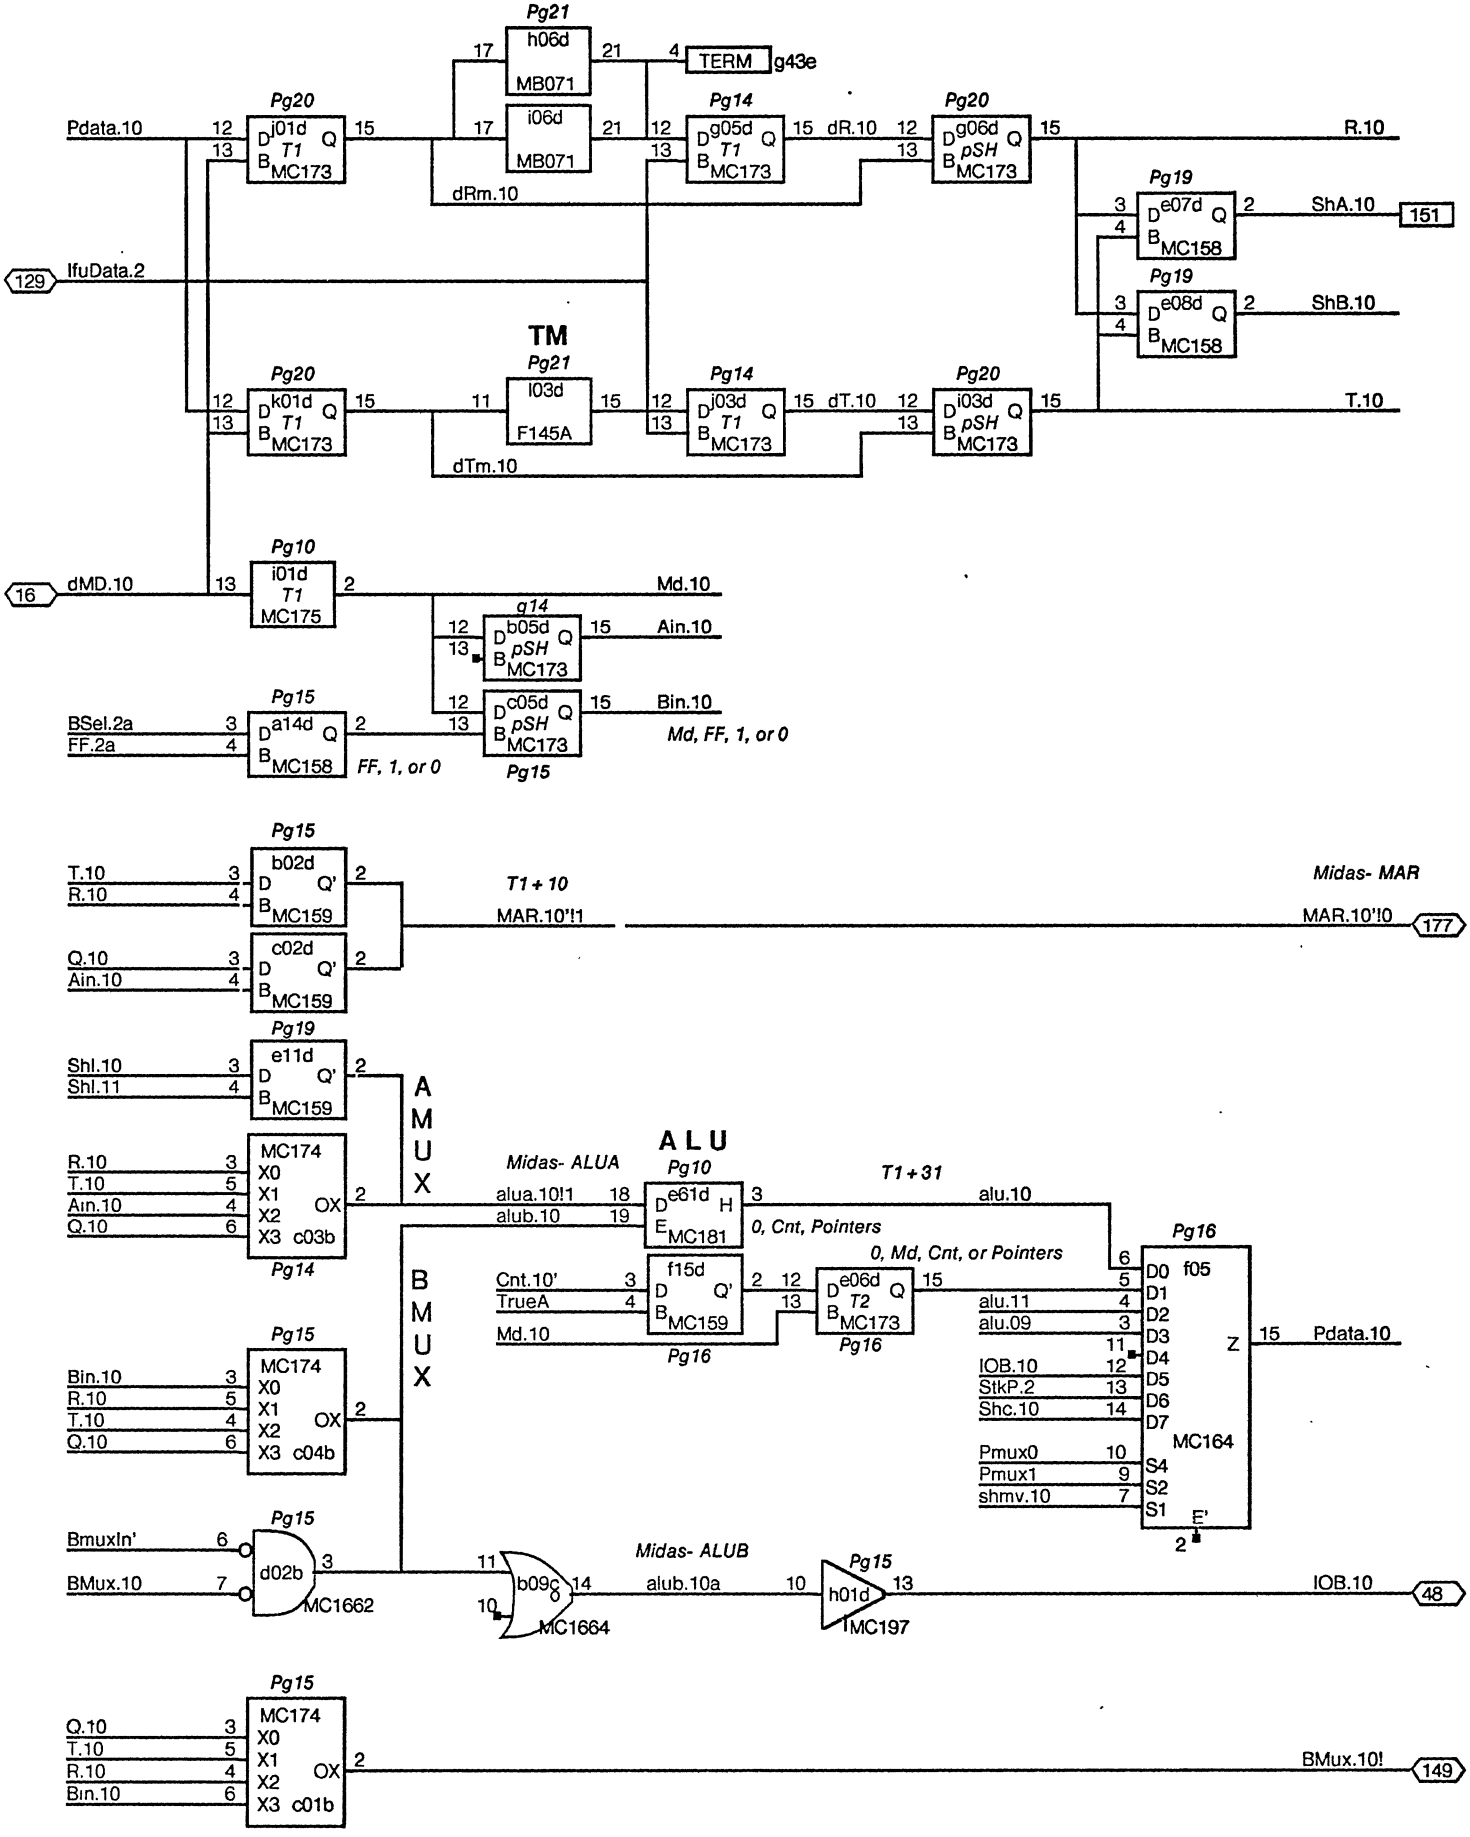 Pg21
h06d
17 21 4 TERM g43e
MB071
Pg20 Pg14 Pg20
Pdata.10 12 D j01d Q 15 17 i06d 21 12 D g05d Q 15 dR.10 12 D g06d Q 15 R.10
13 B T1 MB071 13 B T1 13 B pSH
MC173 MC173 MC173
dRm.10
Pg19
3 D e07d Q 2 ShA.10 151
4 B
MC158
129 IfuData.2
Pg19
3 D e08d Q 2 ShB.10
4 B
MC158
TM
Pg20 Pg21 Pg14 Pg20
12 D k01d Q 15 11 l03d 15 12 D j03d Q 15 dT.10 12 D i03d Q 15 T.10
13 B T1 F145A 13 B T1 13 B pSH
MC173 MC173 MC173
dTm.10
Pg10
16 dMD.10 13 i01d 2 Md.10
T1
MC175
g14
12 D b05d Q 15 Ain.10
13 B pSH
MC173
Pg15
12 D c05d Q 15 Bin.10
BSel.2a 3 D a14d Q 2 13 B pSH Md, FF, 1, or 0
FF.2a 4 B MC173
MC158 FF, 1, or 0 Pg15
Pg15
T.10 3 D b02d Q' 2 T1+10 Midas- MAR
R.10 4 B MC159
MAR.10'!1 MAR.10'!0 177
Q.10 3 D c02d Q' 2
Ain.10 4 B MC159
Pg19
ShI.10 3 D e11d Q' 2
ShI.11 4 B MC159
A
M
U
X
MC174
R.10 3 X0
T.10 5 X1
Ain.10 4 X2 OX 2
Q.10 6 X3 c03b
Pg14
ALU
Midas- ALUA Pg10 T1+31
alua.10!1 18 D e61d H 3 alu.10
alub.10 19 E MC181 0, Cnt, Pointers
0, Md, Cnt, or Pointers
B
M
U
X
Cnt.10' 3 D f15d Q' 2 12 D e06d Q 15
TrueA 4 B MC159 13 B T2
MC173
Md.10 Pg16 Pg16
Pg16
6 D0 f05
5 D1
alu.11 4 D2
alu.09 3 D3
11 D4 Z 15 Pdata.10
IOB.10 12 D5
StkP.2 13 D6
Shc.10 14 D7
MC164
Pmux0 10 S4
Pmux1 9 S2
shmv.10 7 S1
E'
2
Pg15
MC174
Bin.10 3 X0
R.10 5 X1
T.10 4 X2 OX 2
Q.10 6 X3 c04b
Pg15 Midas- ALUB Pg15
BmuxIn' 6
d02b 3 11 b09c 14 alub.10a 10 h01d 13 IOB.10 48
BMux.10 7 10
MC1662 MC1664 MC197
Pg15
MC174
Q.10 3 X0
T.10 5 X1
R.10 4 X2 OX 2 BMux.10! 149
Bin.10 6 X3 c01b